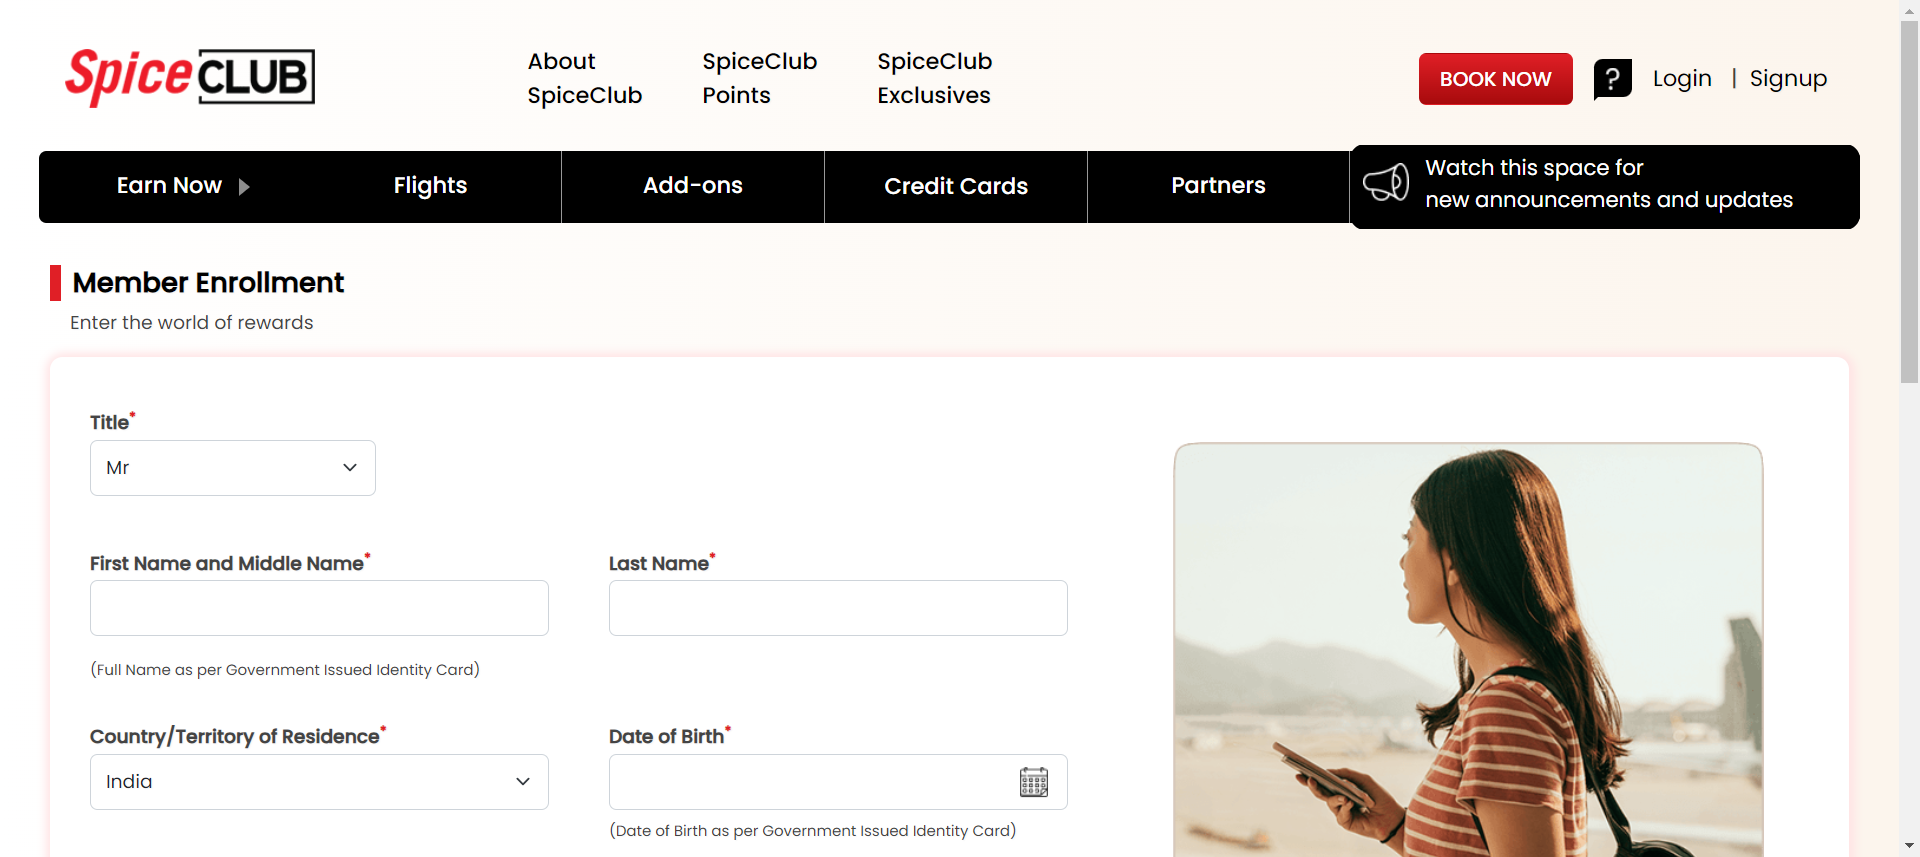 Spice CLUB
About
SpiceClub
SpiceClub
Points
SpiceClub
Exclusives
BOOK NOW
?
Login | Signup
Earn Now
Flights
Add-ons
Credit Cards
Partners
Watch this space for
new announcements and updates
Member Enrollment
Enter the world of rewards
Title*
Mr
First Name and Middle Name*
Last Name*
(Full Name as per Government Issued Identity Card)
Country/Territory of Residence*
Date of Birth*
India
(Date of Birth as per Government Issued Identity Card)